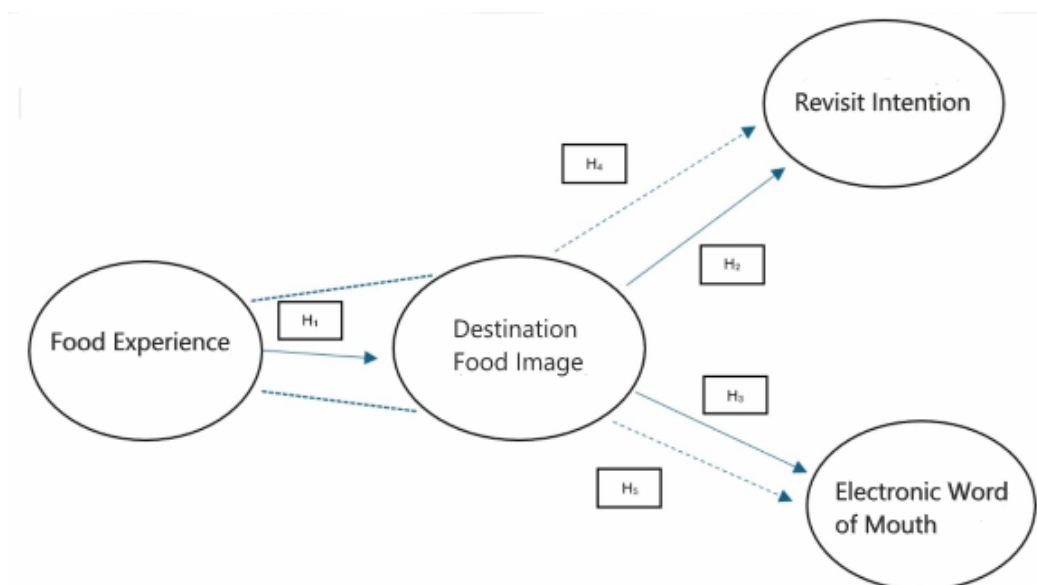 Revisit Intention
H₄
H₂
Food Experience
H₁
Destination
Food Image
H₃
H₅
Electronic Word
of Mouth